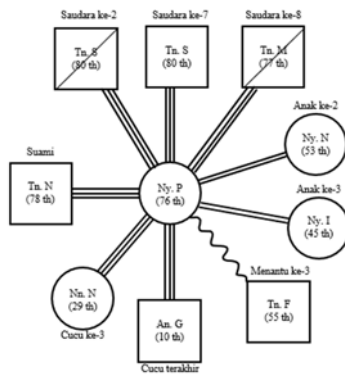 Saudara ke-2
Saudara ke-7
Saudara ke-8
Tn. S
(80 th)
Tn. S
(80 th)
Tn. M
(77 th)
Anak ke-2
Ny. N
(53 th)
Suami
Tn. N
(78 th)
Ny. P
(76 th)
Anak ke-3
Ny. I
(45 th)
Menantu ke-3
Tn. F
(55 th)
Nn. N
(29 th)
Cucu ke-3
An. G
(10 th)
Cucu terakhir